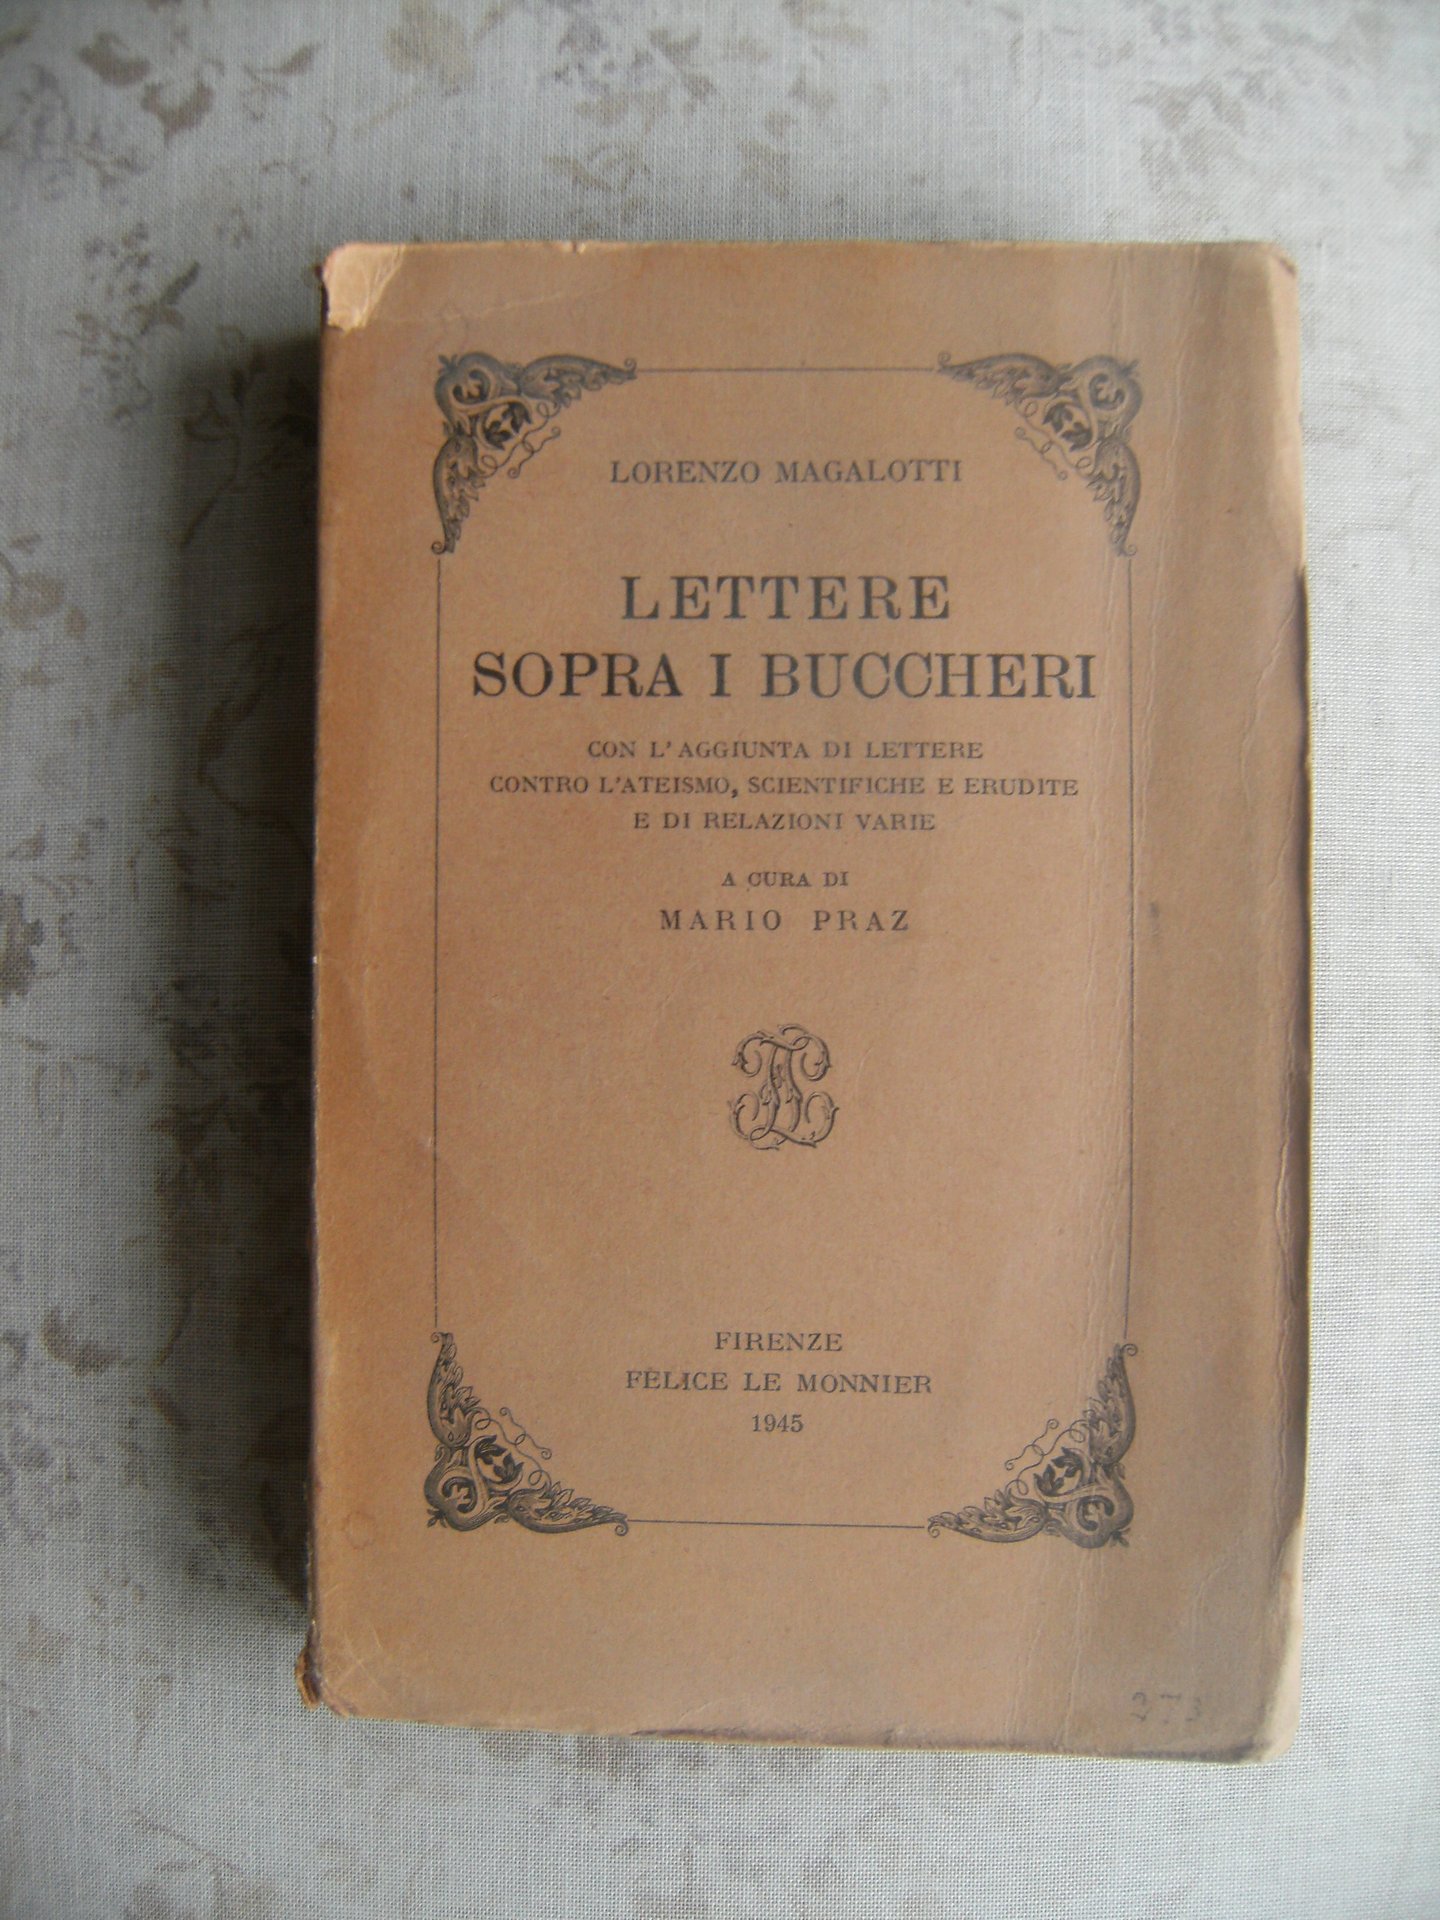 LORENZO MAGALOTTI
LETTERE
SOPRA I BUCCHERI
CON L'AGGIUNTA DI LETTERE
CONTRO L'ATEISMO, SCIENTIFICHE E ERUDITE
E DI RELAZIONI VARIE
A CURA DI
MARIO PRAZ
FIRENZE
FELICE LE MONNIER
1945